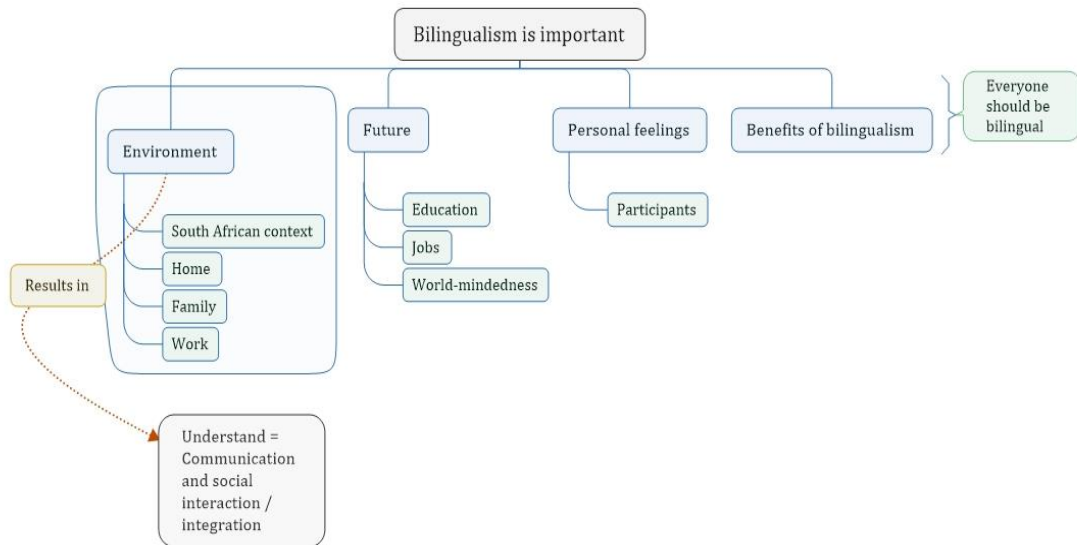 Bilingualism is important
Environment
South African context
Home
Family
Work
Results in
Understand =
Communication
and social
interaction /
integration
Future
Education
Jobs
World-mindedness
Personal feelings
Participants
Benefits of bilingualism
Everyone
should be
bilingual